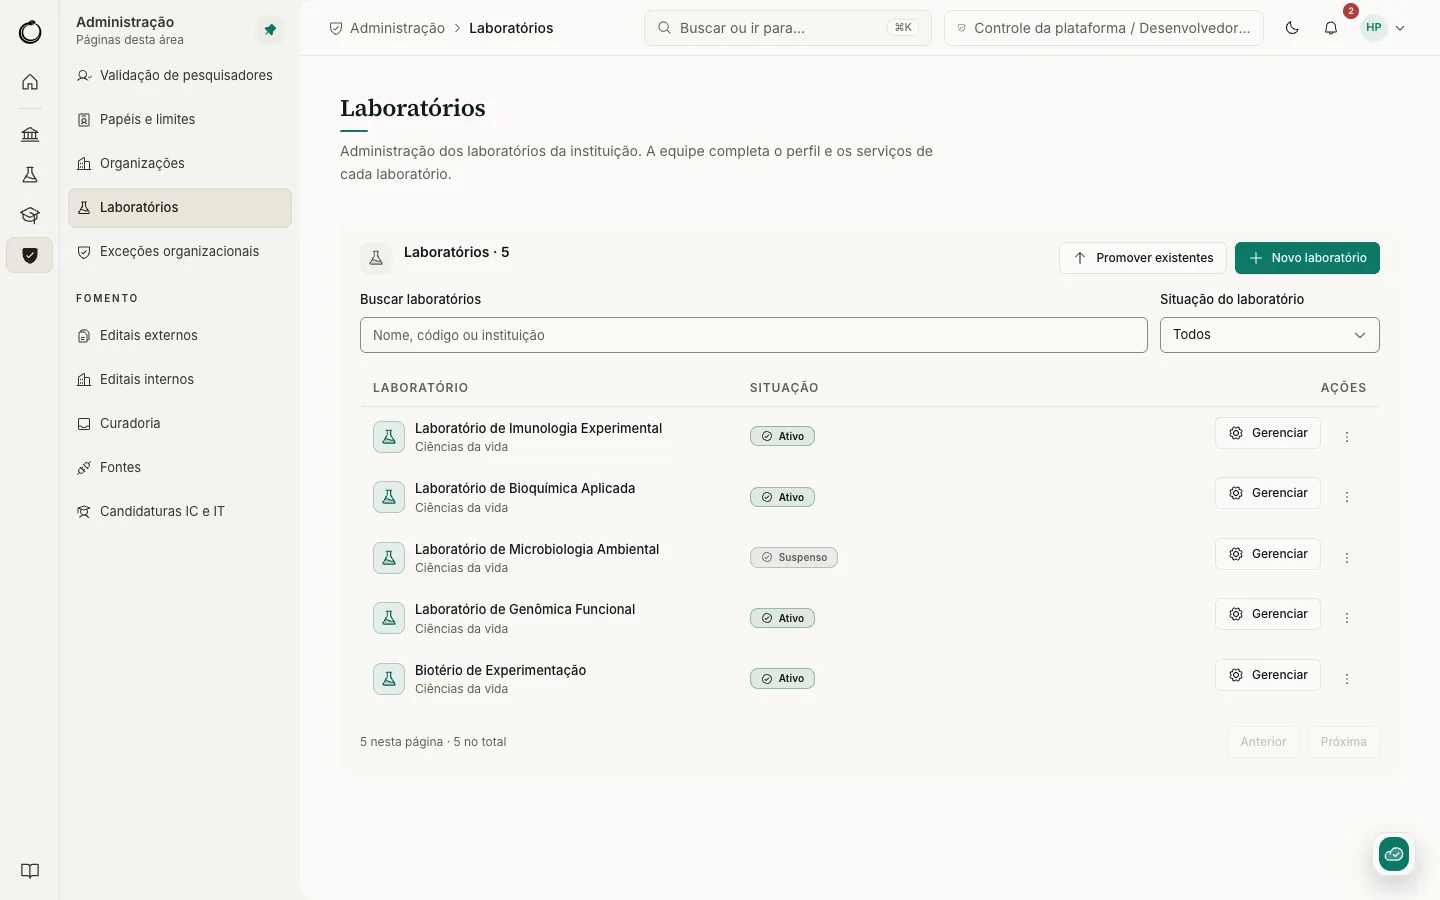 Administração
Páginas desta área
Validação de pesquisadores
Papéis e limites
Organizações
Laboratórios
Exceções organizacionais
FOMENTO
Editais externos
Editais internos
Curadoria
Fontes
Candidaturas IC e IT
Administração > Laboratórios
Buscar ou ir para... ⌘K
Controle da plataforma / Desenvolvedor...
2
HP
Laboratórios
Administração dos laboratórios da instituição. A equipe completa o perfil e os serviços de
cada laboratório.
Laboratórios · 5
Promover existentes
Novo laboratório
Buscar laboratórios
Situação do laboratório
Nome, código ou instituição
Todos
LABORATÓRIO SITUAÇÃO AÇÕES
Laboratório de Imunologia Experimental
Ciências da vida
Ativo
Gerenciar
Laboratório de Bioquímica Aplicada
Ciências da vida
Ativo
Gerenciar
Laboratório de Microbiologia Ambiental
Ciências da vida
Suspenso
Gerenciar
Laboratório de Genômica Funcional
Ciências da vida
Ativo
Gerenciar
Biotério de Experimentação
Ciências da vida
Ativo
Gerenciar
5 nesta página · 5 no total
Anterior
Próxima